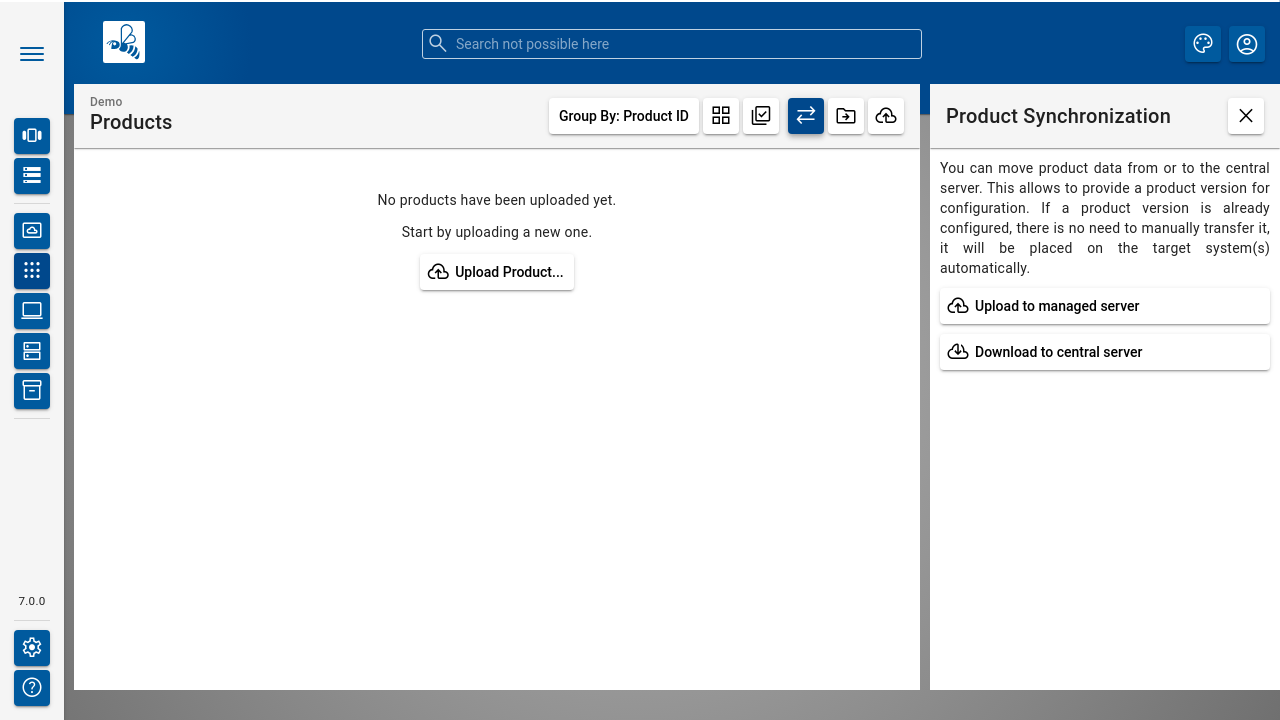 Search not possible here
Demo
Products
Group By: Product ID
Product Synchronization
No products have been uploaded yet.
Start by uploading a new one.
Upload Product...
You can move product data from or to the central
server. This allows to provide a product version for
configuration. If a product version is already
configured, there is no need to manually transfer it,
it will be placed on the target system(s)
automatically.
Upload to managed server
Download to central server
7.0.0